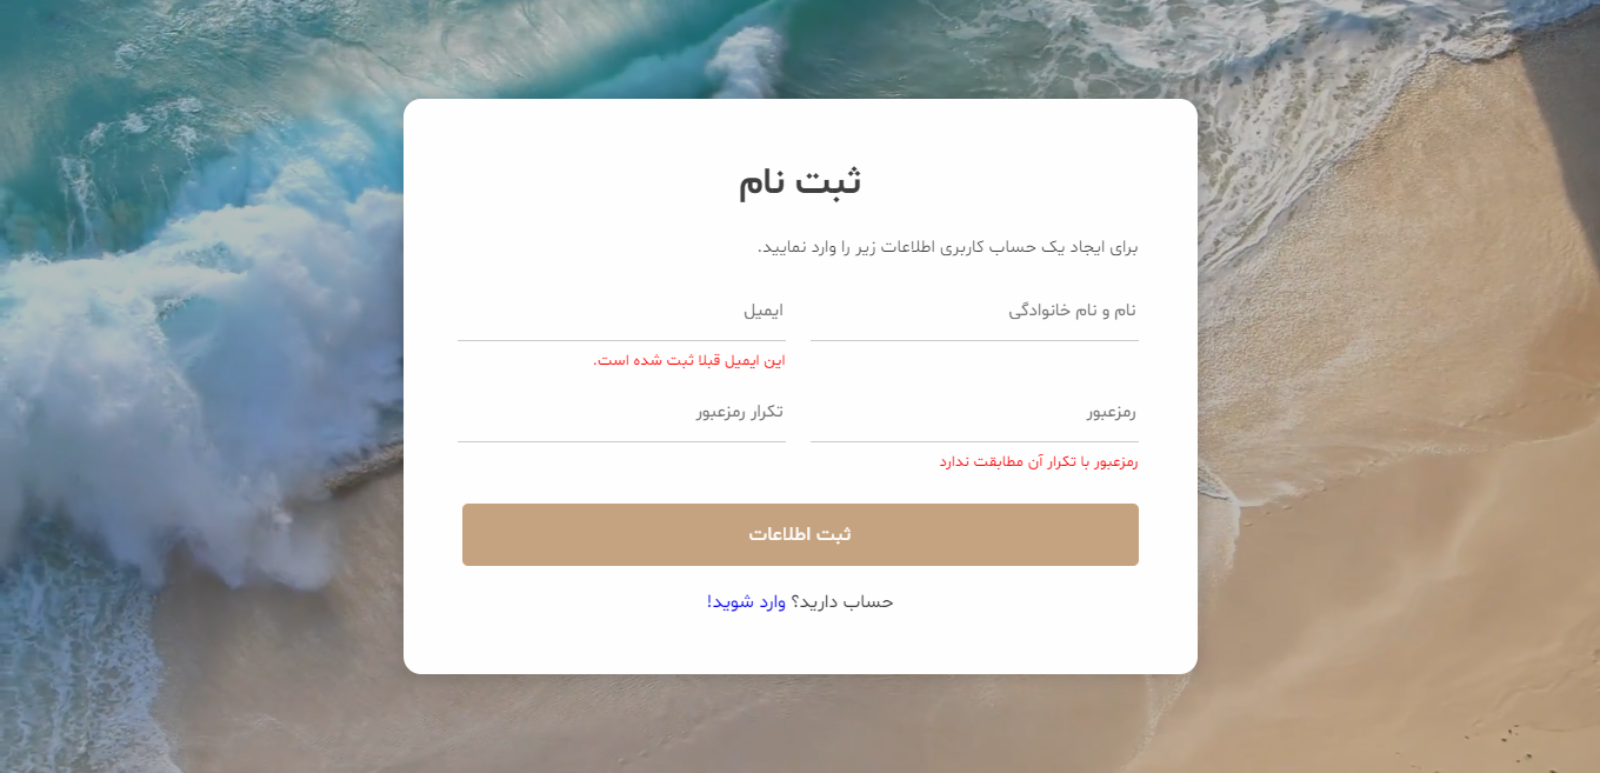 ثبت نام
برای ایجاد یک حساب کاربری اطلاعات زیر را وارد نمایید.
نام و نام خانوادگی
ایمیل
این ایمیل قبلا ثبت شده است.
رمزعبور
تکرار رمزعبور
رمزعبور با تکرار آن مطابقت ندارد
ثبت اطلاعات
حساب دارید؟ وارد شوید!